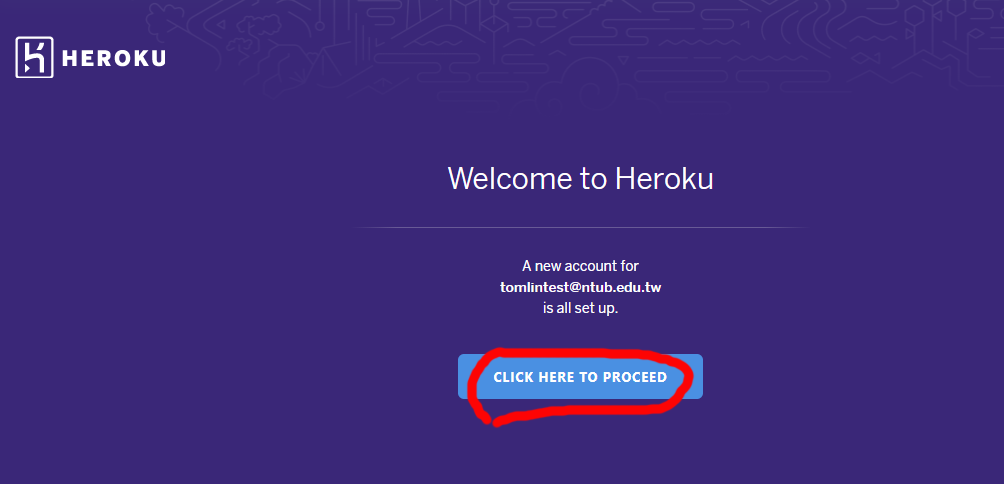 HEROKU
Welcome to Heroku
A new account for
tomlintest@ntub.edu.tw
is all set up.
CLICK HERE TO PROCEED